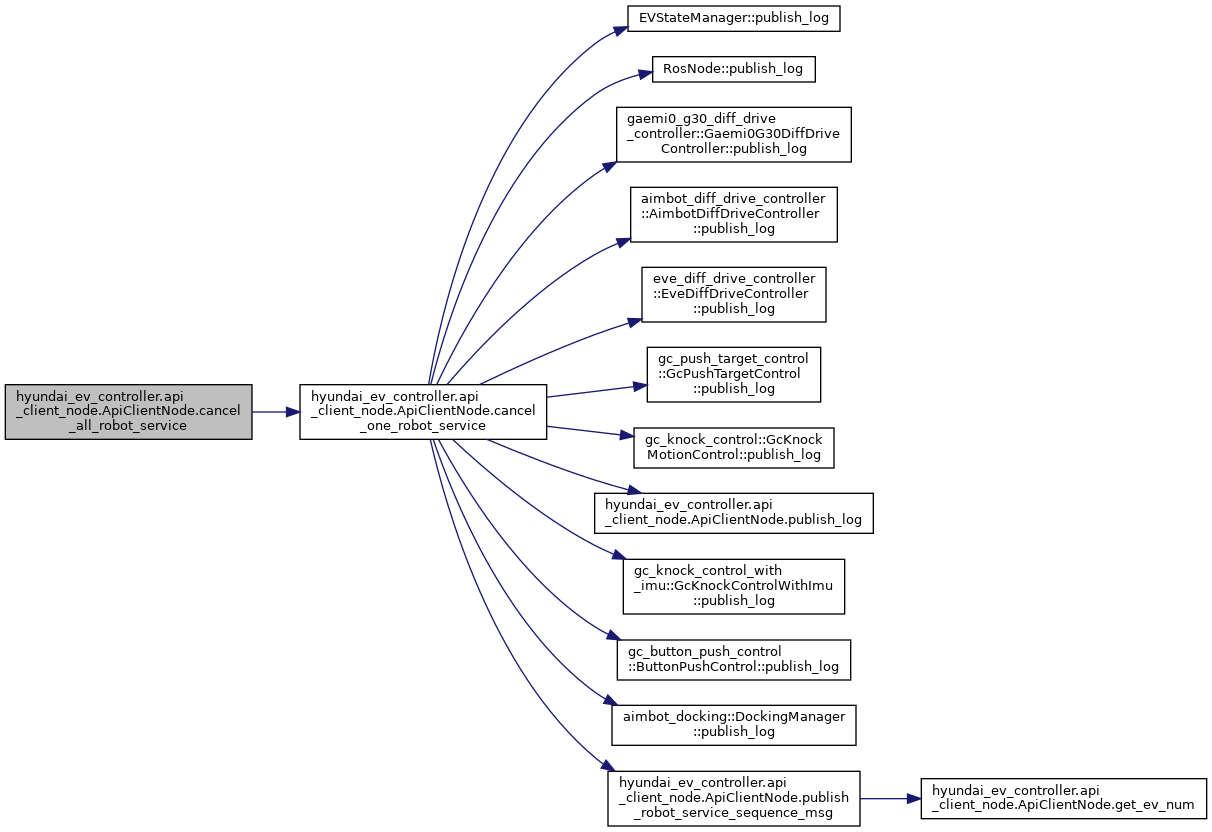 hyundai_ev_controller.api
_client_node.ApiClientNode.cancel
_all_robot_service
hyundai_ev_controller.api
_client_node.ApiClientNode.cancel
_one_robot_service
EVStateManager::publish_log
RosNode::publish_log
gaemi0_g30_diff_drive
_controller::Gaemi0G30DiffDrive
Controller::publish_log
aimbot_diff_drive_controller
::AimbotDiffDriveController
::publish_log
eve_diff_drive_controller
::EveDiffDriveController
::publish_log
gc_push_target_control
::GcPushTargetControl
::publish_log
gc_knock_control::GcKnock
MotionControl::publish_log
hyundai_ev_controller.api
_client_node.ApiClientNode.publish_log
gc_knock_control_with
_imu::GcKnockControlWithImu
::publish_log
gc_button_push_control
::ButtonPushControl::publish_log
aimbot_docking::DockingManager
::publish_log
hyundai_ev_controller.api
_client_node.ApiClientNode.publish
_robot_service_sequence_msg
hyundai_ev_controller.api
_client_node.ApiClientNode.get_ev_num